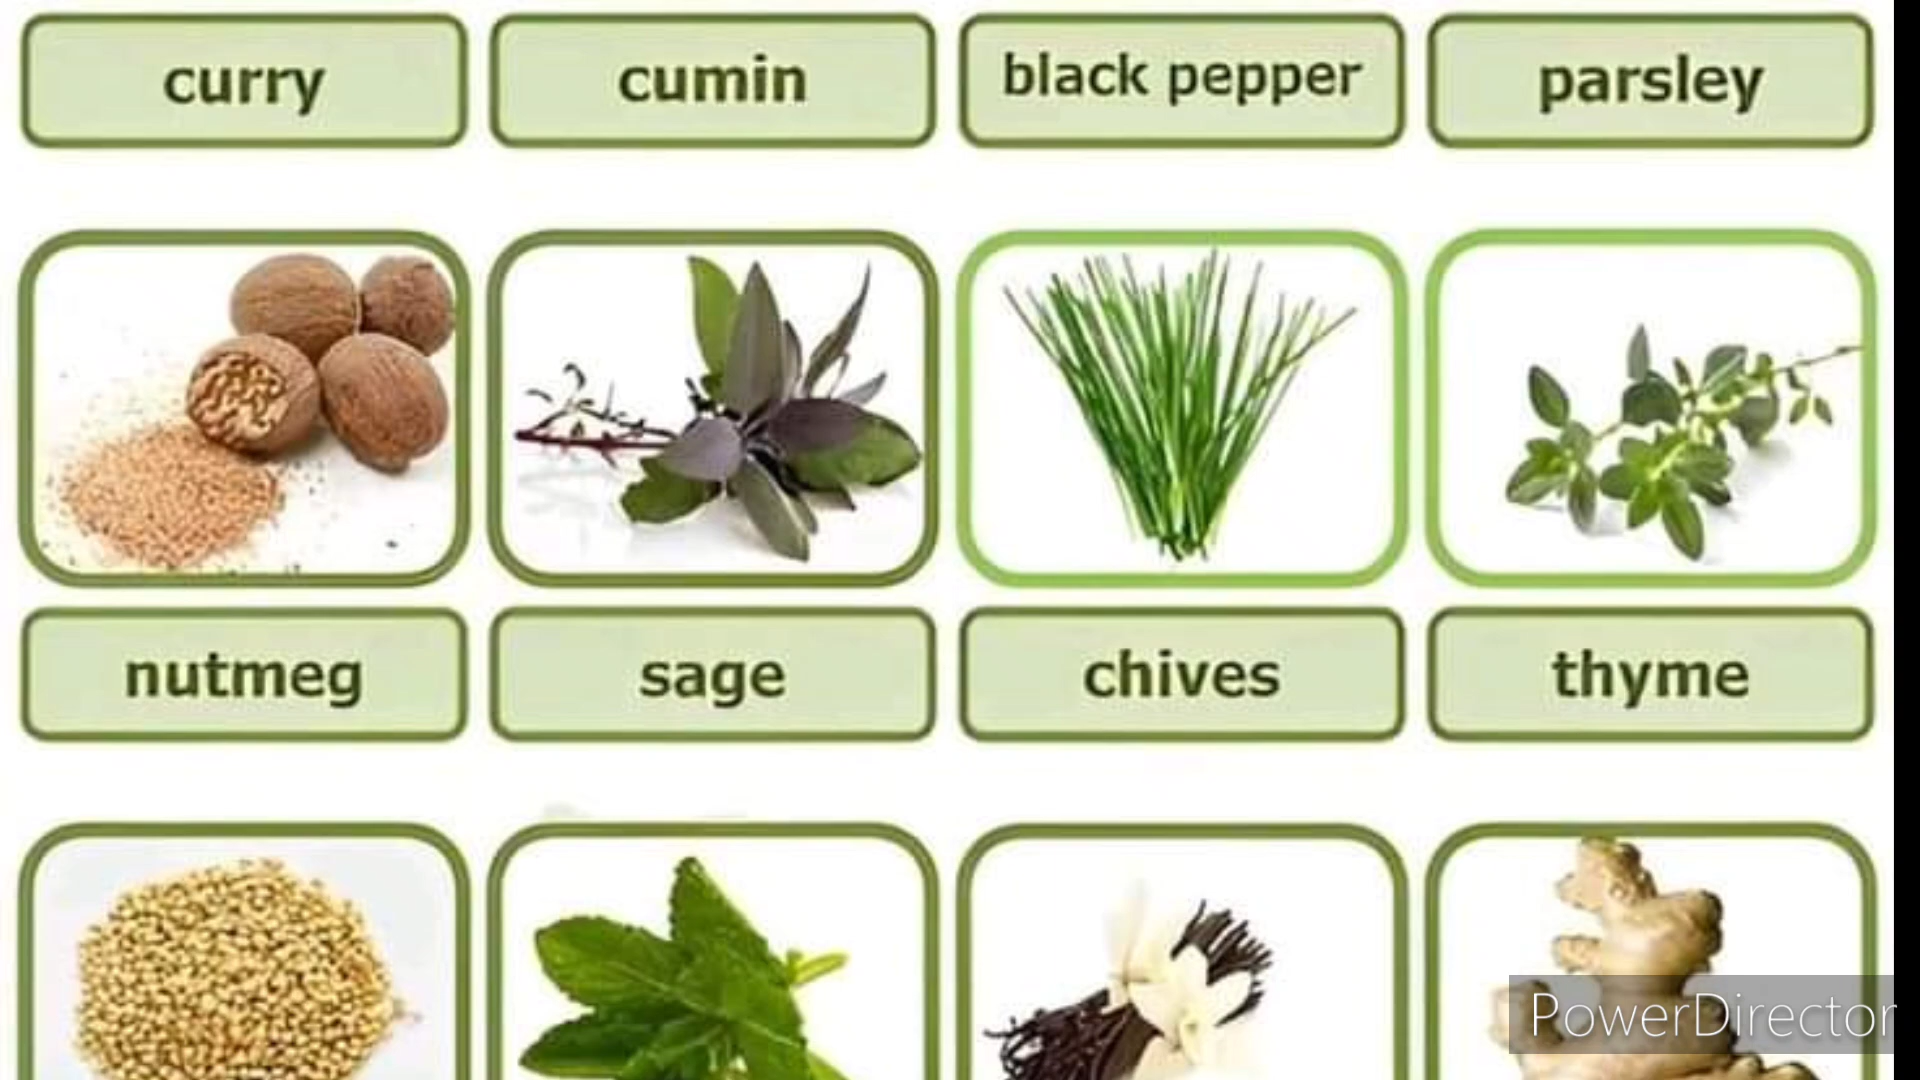 curry
cumin
black pepper
parsley
nutmeg
sage
chives
thyme
PowerDirector